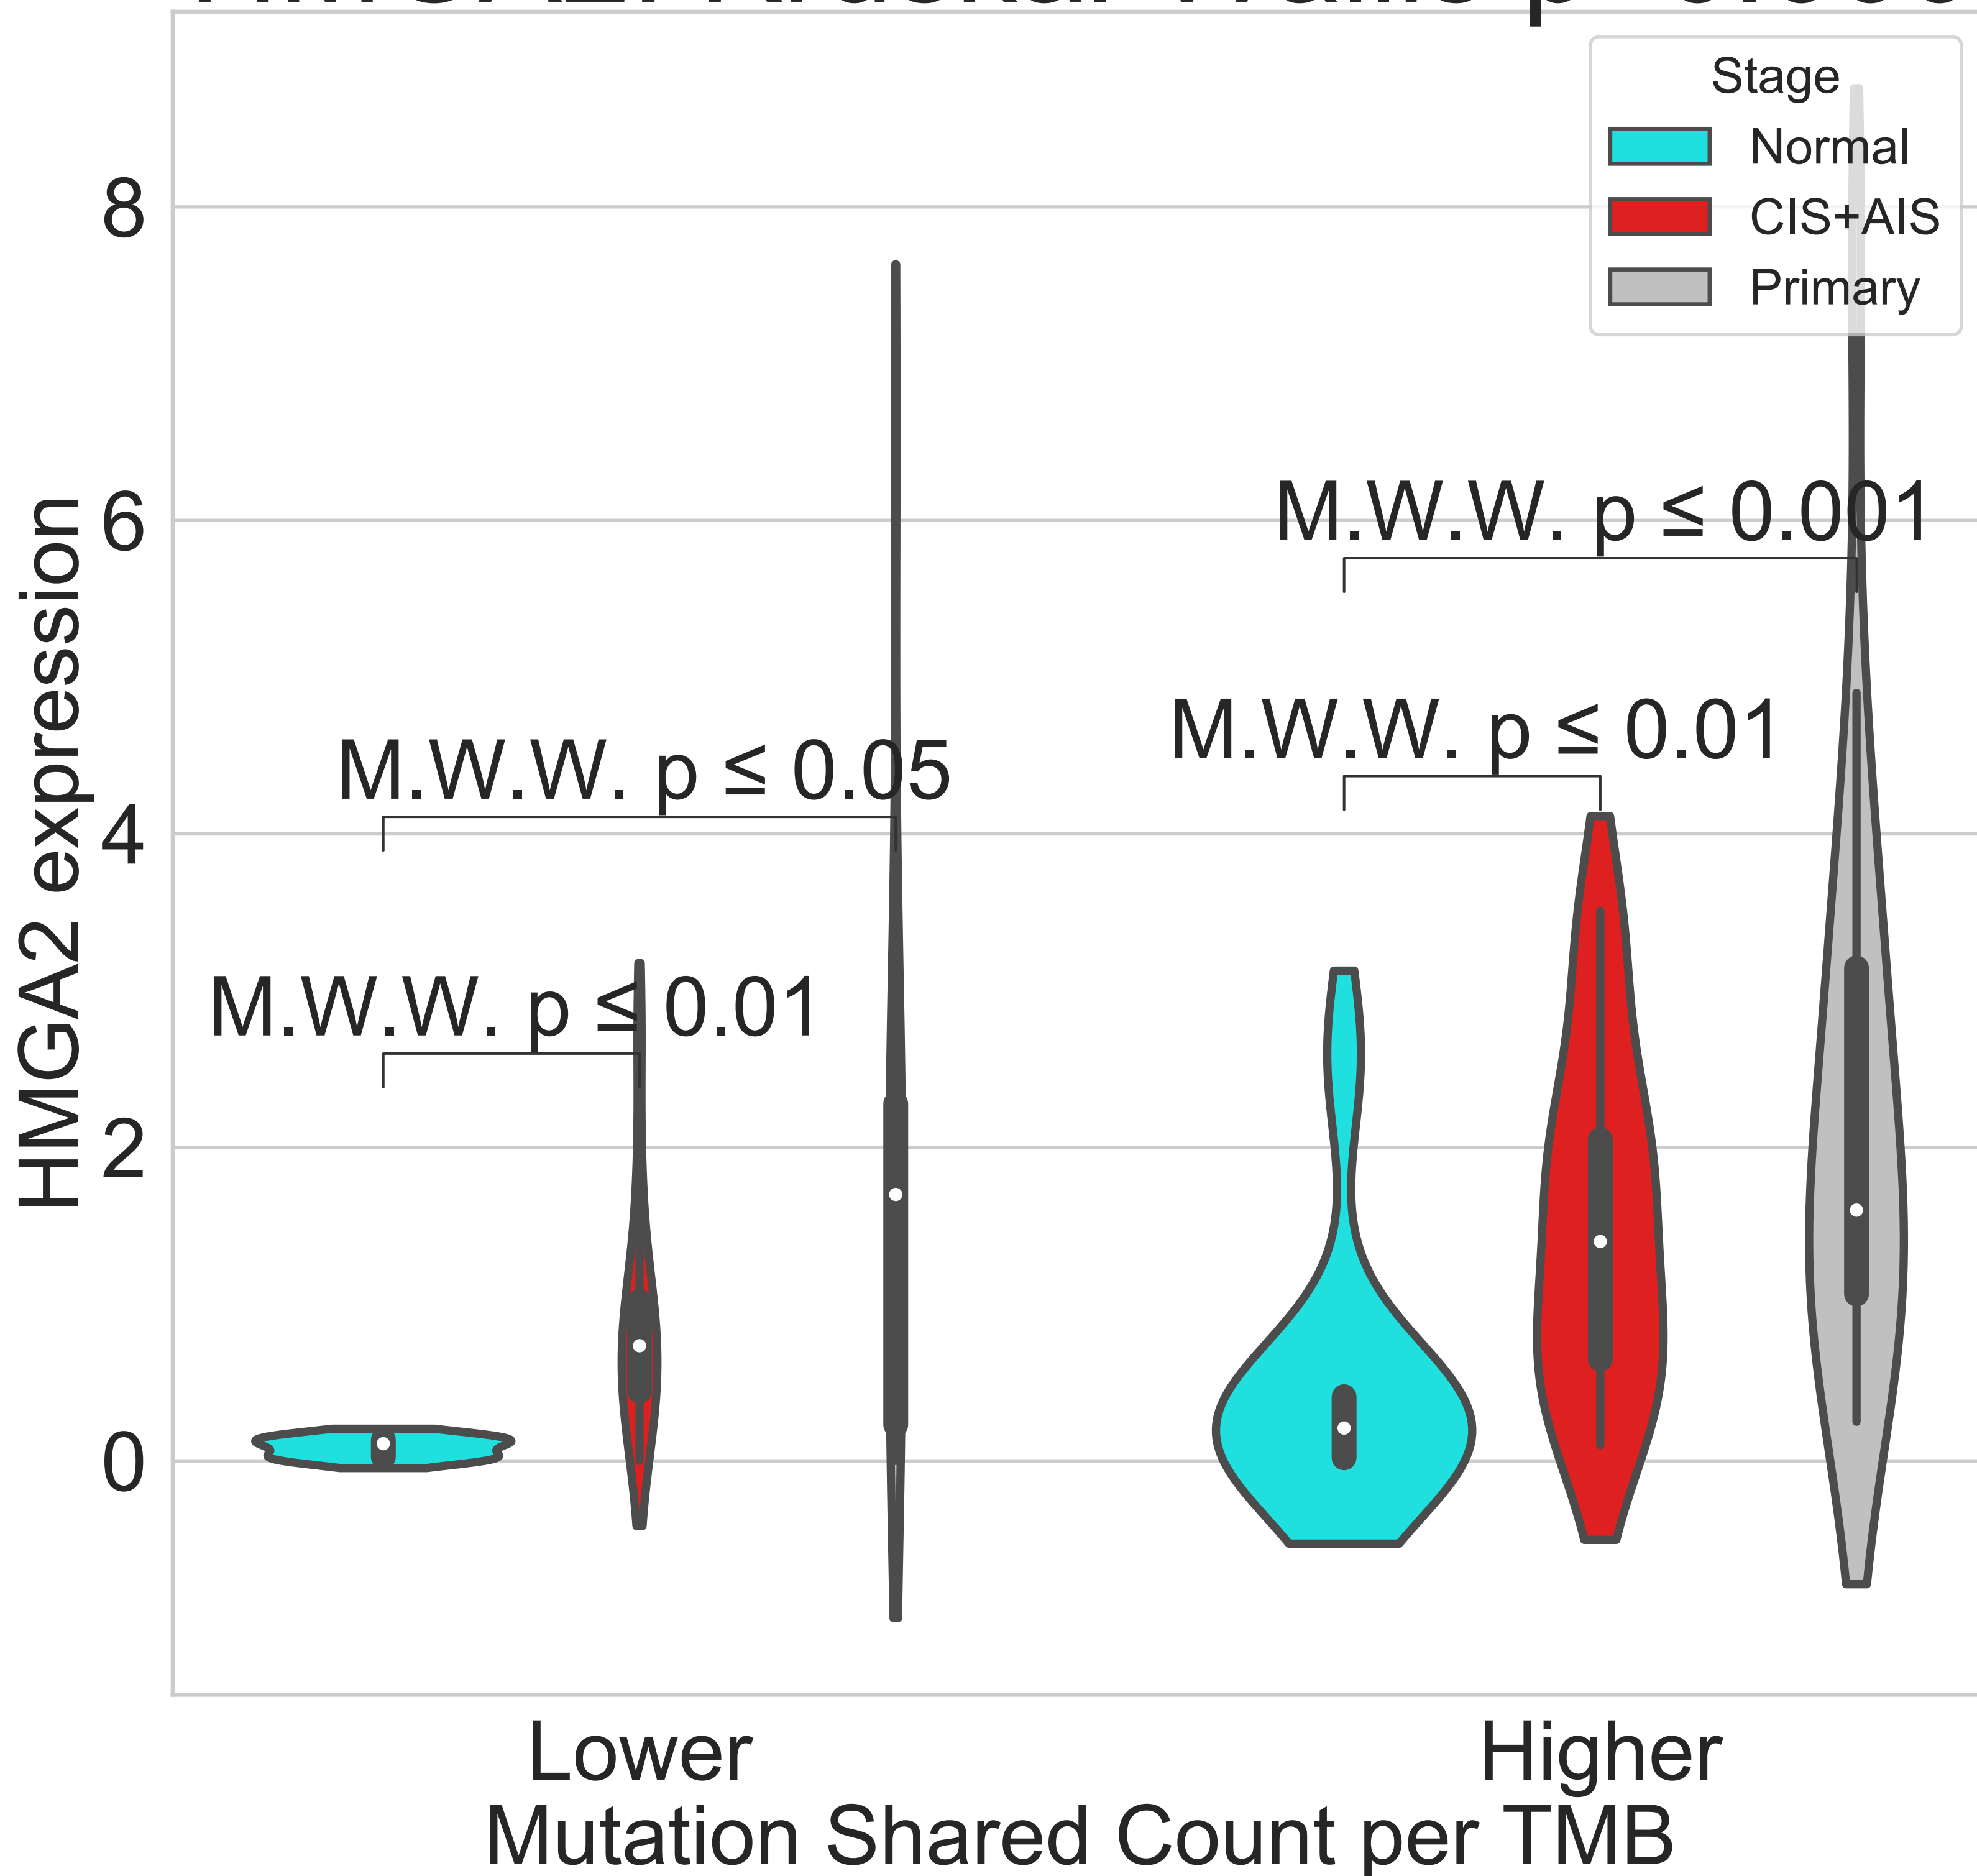 Stage
Normal
CIS+AIS
Primary
8
6
4
2
0
HMGA2 expression
M.W.W. p ≤ 0.001
M.W.W. p ≤ 0.01
M.W.W. p ≤ 0.05
M.W.W. p ≤ 0.01
Lower
Higher
Mutation Shared Count per TMB